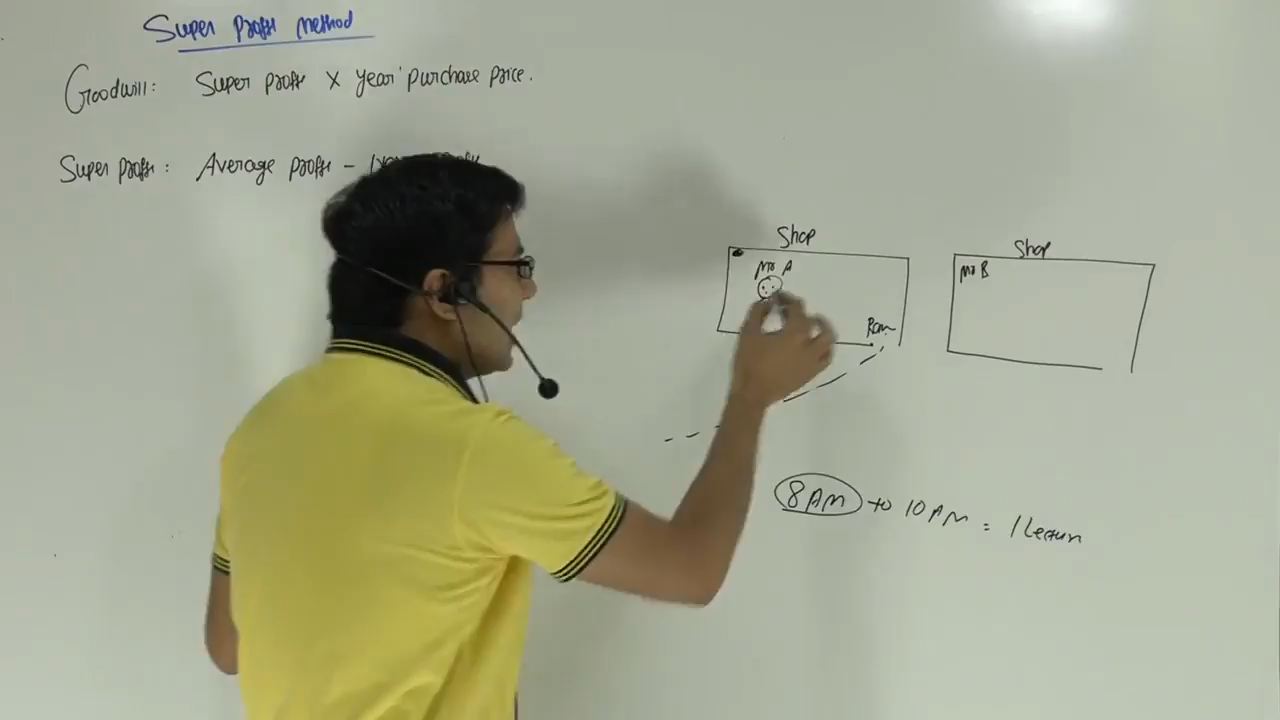 Super Profit Method
Goodwill: Super profit X year' purchase price.
Super profit: Average profit -
Shop
Mr A
Ram
Shop
Mr B
8 AM to 10 AM = 1 Lecture